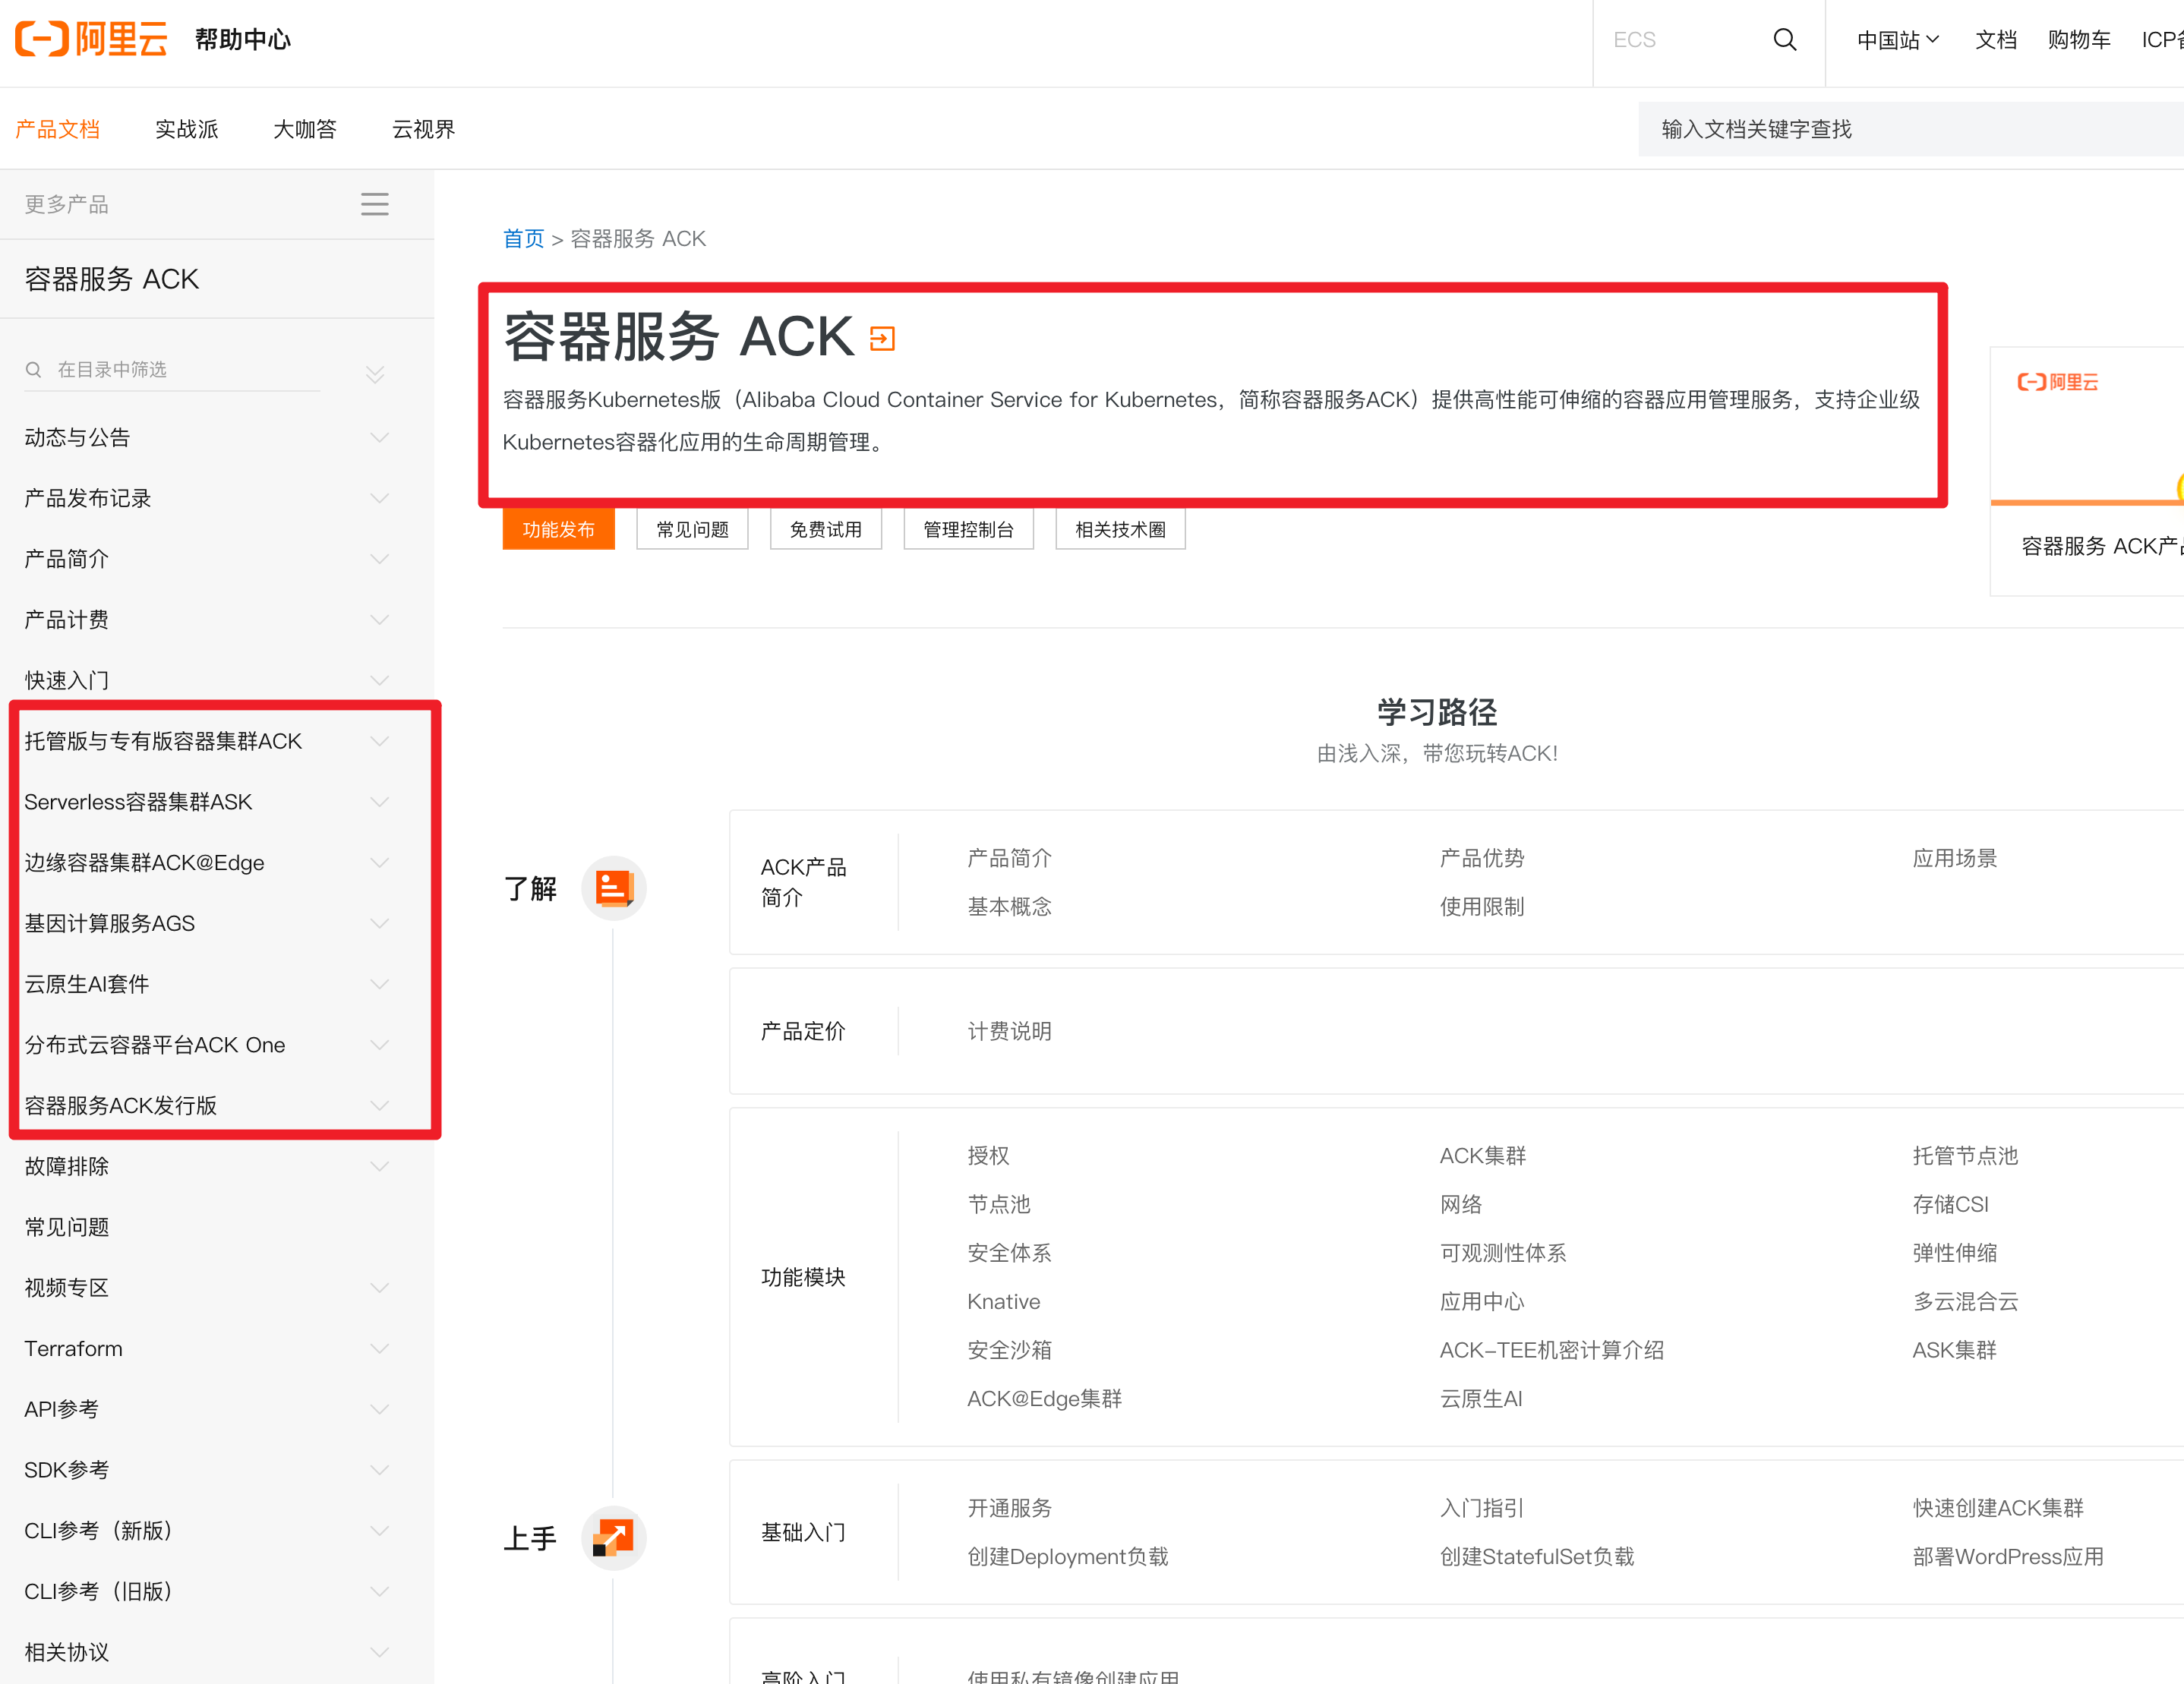 阿里云 帮助中心 ECS 中国站 文档 购物车 ICP
产品文档 实战派 大咖答 云视界 输入文档关键字查找
更多产品
容器服务 ACK
在目录中筛选
动态与公告
产品发布记录
产品简介
产品计费
快速入门
托管版与专有版容器集群ACK
Serverless容器集群ASK
边缘容器集群ACK@Edge
基因计算服务AGS
云原生AI套件
分布式云容器平台ACK One
容器服务ACK发行版
故障排除
常见问题
视频专区
Terraform
API参考
SDK参考
CLI参考（新版）
CLI参考（旧版）
相关协议
首页 > 容器服务 ACK
容器服务 ACK
容器服务Kubernetes版（Alibaba Cloud Container Service for Kubernetes，简称容器服务ACK）提供高性能可伸缩的容器应用管理服务，支持企业级
Kubernetes容器化应用的生命周期管理。
功能发布 常见问题 免费试用 管理控制台 相关技术圈
阿里云
容器服务 ACK产
学习路径
由浅入深，带您玩转ACK!
了解
ACK产品
简介
产品简介 产品优势 应用场景
基本概念 使用限制
产品定价 计费说明
功能模块
授权 ACK集群 托管节点池
节点池 网络 存储CSI
安全体系 可观测性体系 弹性伸缩
Knative 应用中心 多云混合云
安全沙箱 ACK-TEE机密计算介绍 ASK集群
ACK@Edge集群 云原生AI
上手
基础入门
开通服务 入门指引 快速创建ACK集群
创建Deployment负载 创建StatefulSet负载 部署WordPress应用
高阶入门 使用私有镜像创建应用